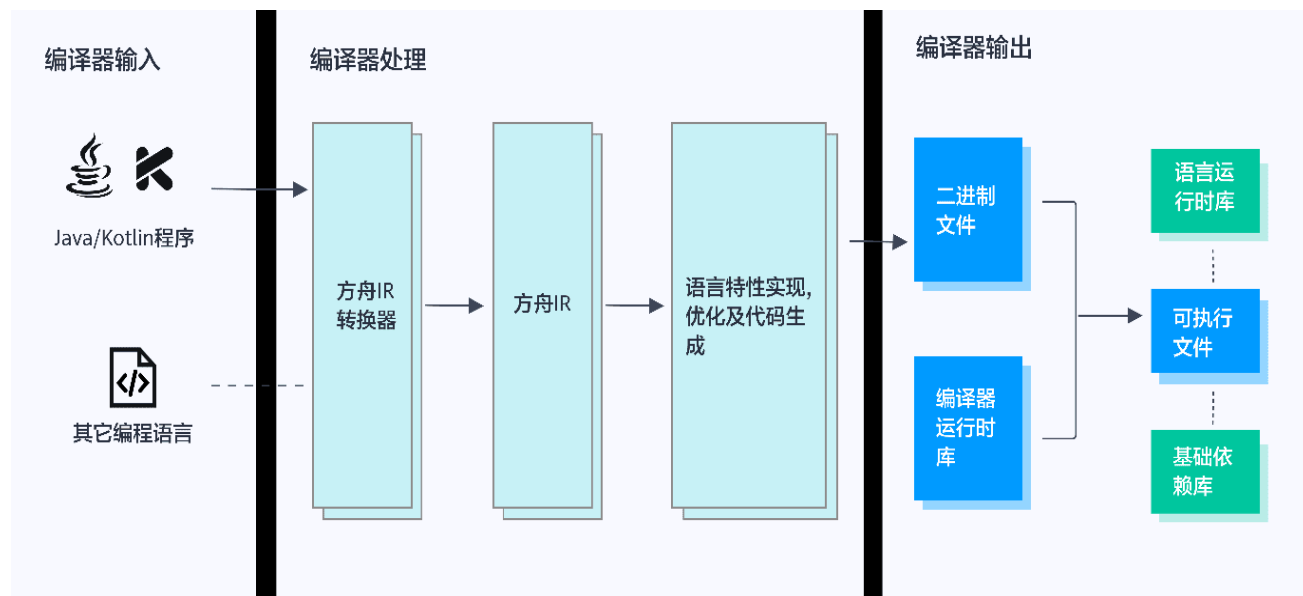 编译器输入
Java/Kotlin程序
</>
其它编程语言
编译器处理
方舟IR
转换器
方舟IR
语言特性实现,
优化及代码生
成
编译器输出
二进制
文件
编译器
运行时
库
语言运
行时库
可执行
文件
基础依
赖库